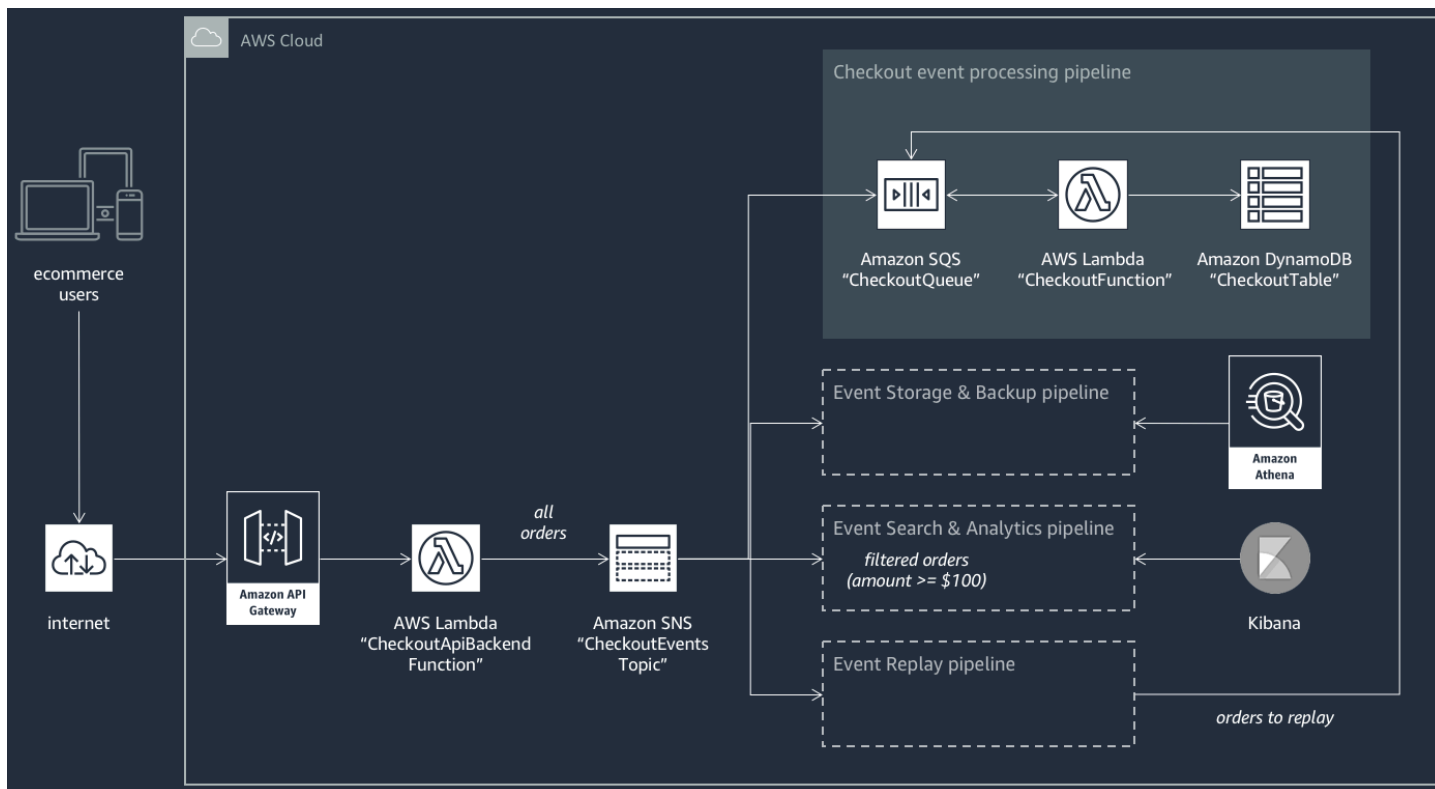 AWS Cloud
Checkout event processing pipeline
ecommerce
users
Amazon SQS
“CheckoutQueue”
AWS Lambda
“CheckoutFunction”
Amazon DynamoDB
“CheckoutTable”
Event Storage & Backup pipeline
Amazon
Athena
all
orders
Event Search & Analytics pipeline
filtered orders
(amount >= $100)
Kibana
internet
Amazon API
Gateway
AWS Lambda
“CheckoutApiBackend
Function”
Amazon SNS
“CheckoutEvents
Topic”
Event Replay pipeline
orders to replay